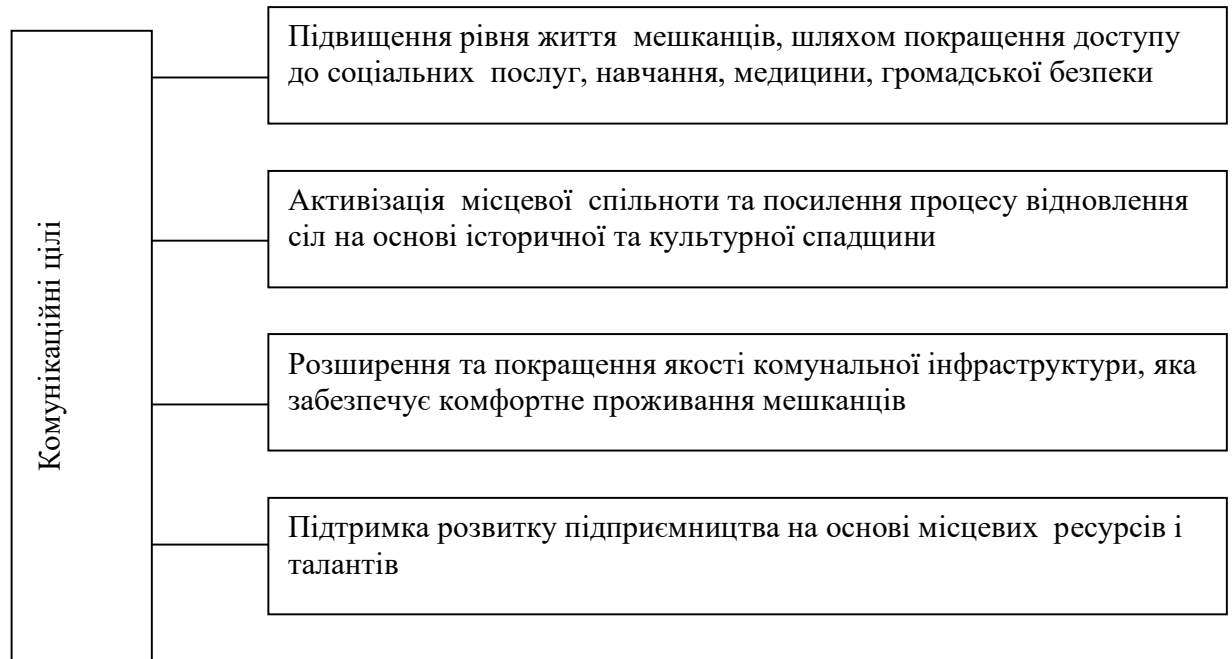 Комунікаційні цілі
Підвищення рівня життя мешканців, шляхом покращення доступу
до соціальних послуг, навчання, медицини, громадської безпеки
Активізація місцевої спільноти та посилення процесу відновлення
сіл на основі історичної та культурної спадщини
Розширення та покращення якості комунальної інфраструктури, яка
забезпечує комфортне проживання мешканців
Підтримка розвитку підприємництва на основі місцевих ресурсів і
талантів